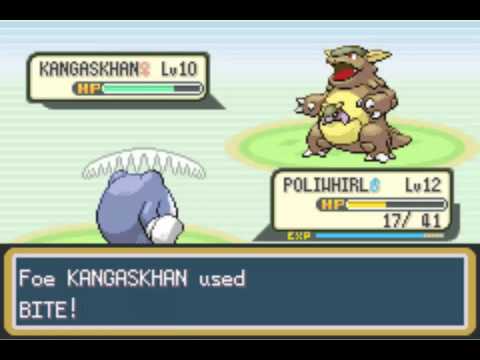 KANGASKHAN♀ Lv10
HP
POLIWHIRL♂ Lv12
HP
17/ 41
EXP
Foe KANGASKHAN used
BITE!